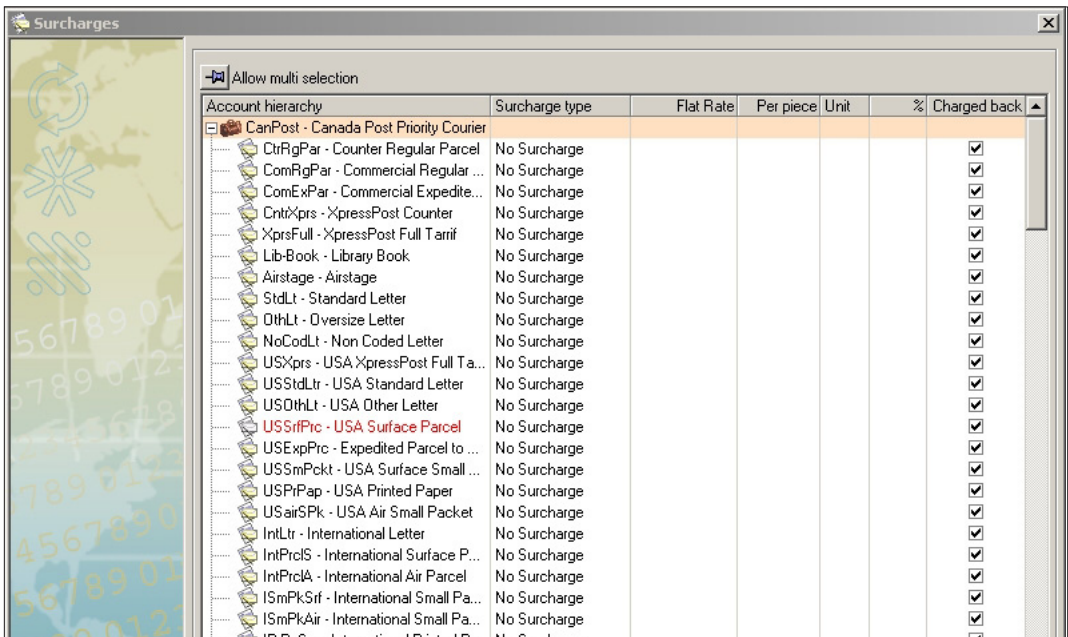 Surcharges
Allow multi selection
Account hierarchy Surcharge type Flat Rate Per piece Unit % Charged back
CanPost - Canada Post Priority Courier
CtrRgPar - Counter Regular Parcel No Surcharge
ComRgPar - Commercial Regular ... No Surcharge
ComExPar - Commercial Expedite... No Surcharge
CntrXprs - XpressPost Counter No Surcharge
XprsFull - XpressPost Full Tarrif No Surcharge
Lib-Book - Library Book No Surcharge
Airstage - Airstage No Surcharge
StdLt - Standard Letter No Surcharge
OthLt - Oversize Letter No Surcharge
NoCodLt - Non Coded Letter No Surcharge
USXprs - USA XpressPost Full Ta... No Surcharge
USStdLtr - USA Standard Letter No Surcharge
USOthLt - USA Other Letter No Surcharge
USSrfPrc - USA Surface Parcel No Surcharge
USExpPrc - Expedited Parcel to ... No Surcharge
USSmPckt - USA Surface Small ... No Surcharge
USPrPap - USA Printed Paper No Surcharge
USairSPk - USA Air Small Packet No Surcharge
IntLtr - International Letter No Surcharge
IntPrclS - International Surface P... No Surcharge
IntPrclA - International Air Parcel No Surcharge
ISmPkSrf - International Small Pa... No Surcharge
ISmPkAir - International Small Pa... No Surcharge